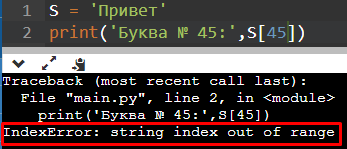 1 S = 'Привет'
2 print('Буква № 45:',S[45])
Traceback (most recent call last):
File "main.py", line 2, in <module>
print('Буква № 45:',S[45])
IndexError: string index out of range